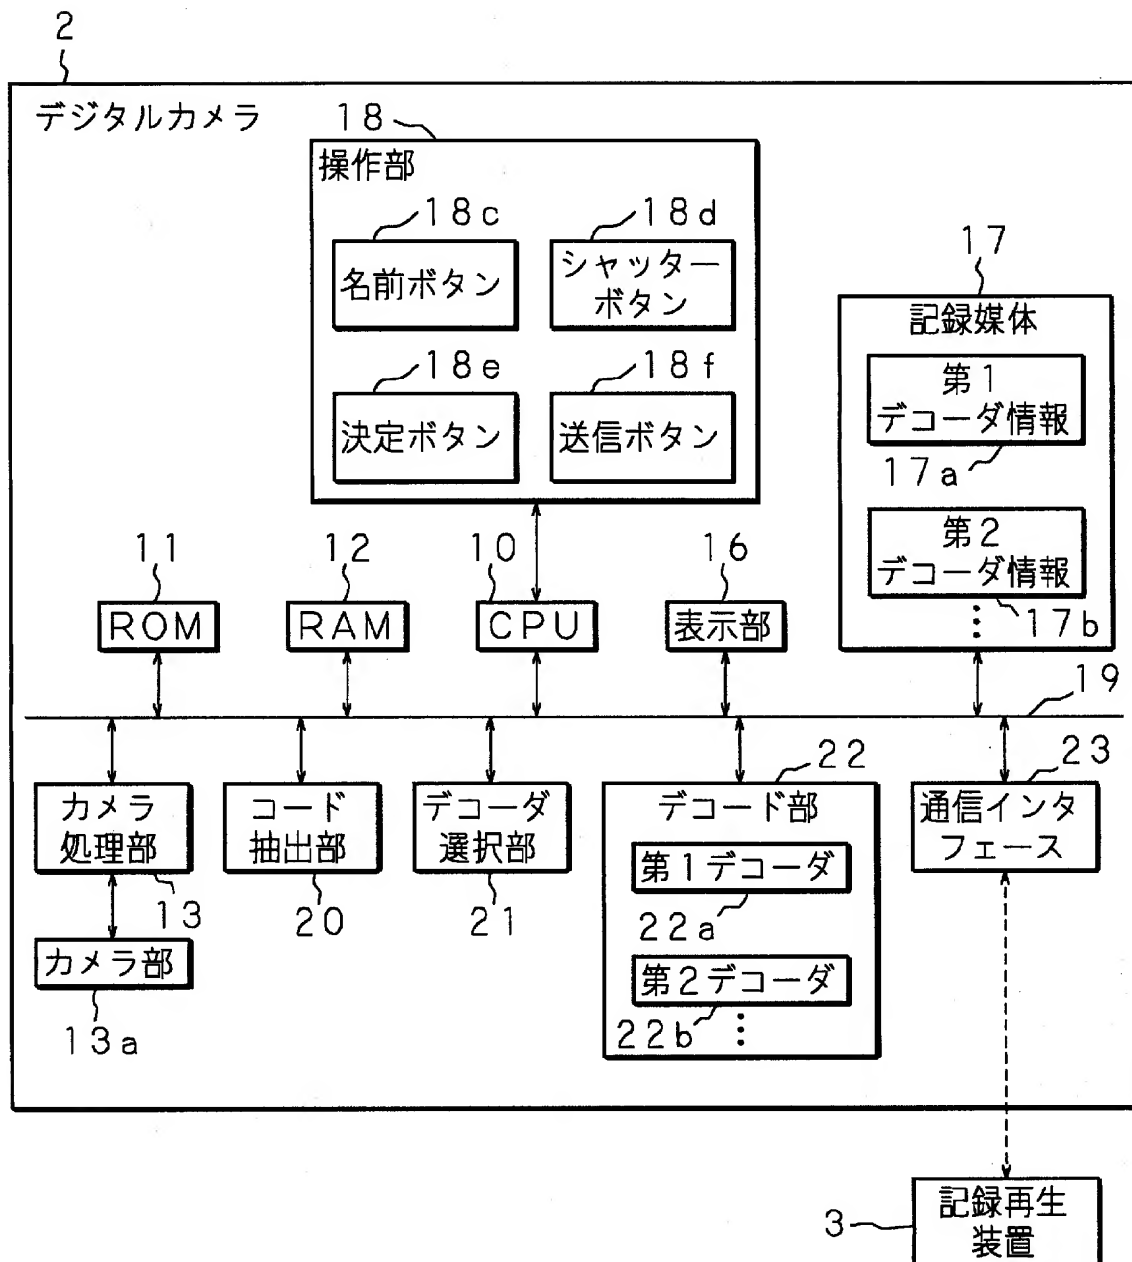 2
デジタルカメラ
18
操作部
18c
18d
名前ボタン
シャッター
ボタン
18e
18f
決定ボタン
送信ボタン
17
記録媒体
第1
デコーダ情報
17a
第2
デコーダ情報
17b
11
12
10
16
ROM
RAM
CPU
表示部
19
カメラ
処理部
13
カメラ部
13a
コード
抽出部
20
デコーダ
選択部
21
22
デコード部
第1デコーダ
22a
第2デコーダ
22b
23
通信インタ
フェース
3
記録再生
装置